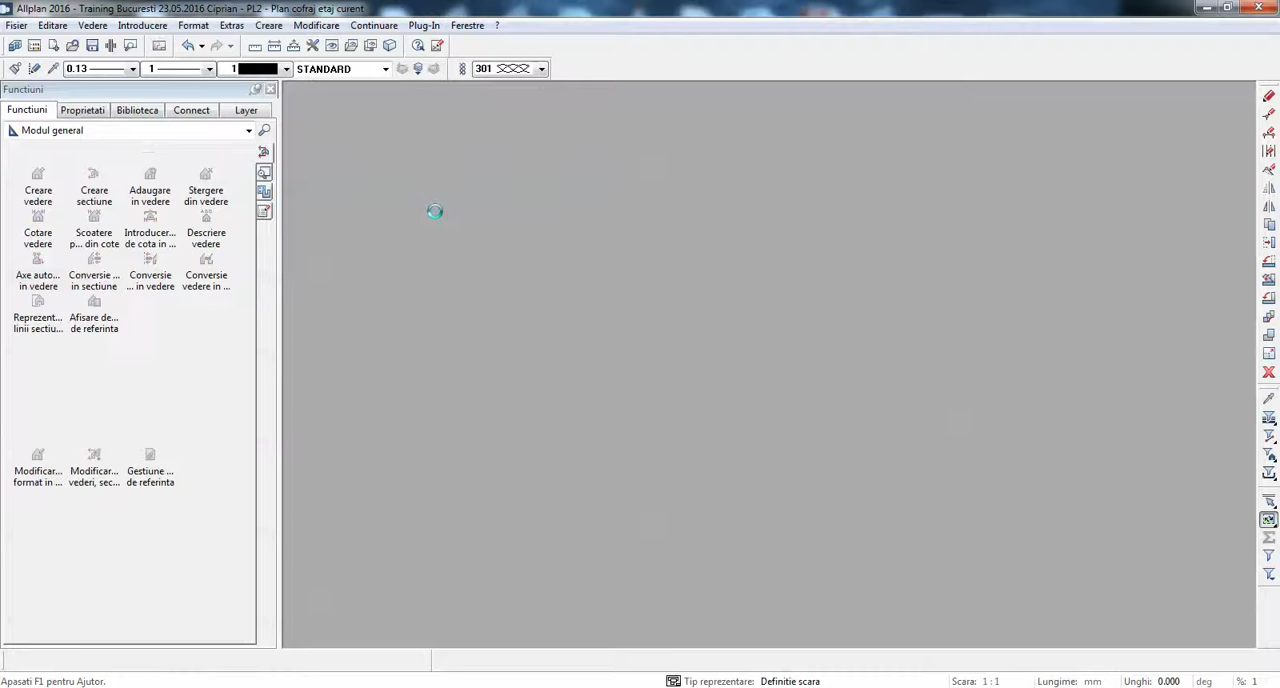 Allplan 2016 - Training Bucuresti 23.05.2016 Ciprian - PL2 - Plan cofraj etaj curent
Fisier Editare Vedere Introducere Format Extras Creare Modificare Continuare Plug-In Ferestre ?
0.13 1 1 STANDARD 301
Functiuni
Functiuni Proprietati Biblioteca Connect Layer
Modul general
Creare Creare Adaugare Stergere
vedere sectiune in vedere din vedere
Cotare Scoatere Introducer... Descriere
vedere p... din cote de cota in ... vedere
Axe auto... Conversie ... Conversie Conversie
in vedere in sectiune ... in vedere vedere in ...
Reprezent... Afisare de...
linii sectiu... de referinta
Modificar... Modificar... Gestiune ...
format in ... vederi, sec... de referinta
Apasati F1 pentru Ajutor. Tip reprezentare: Definitie scara Scara: 1 : 1 Lungime: mm Unghi: 0.000 deg %: 1